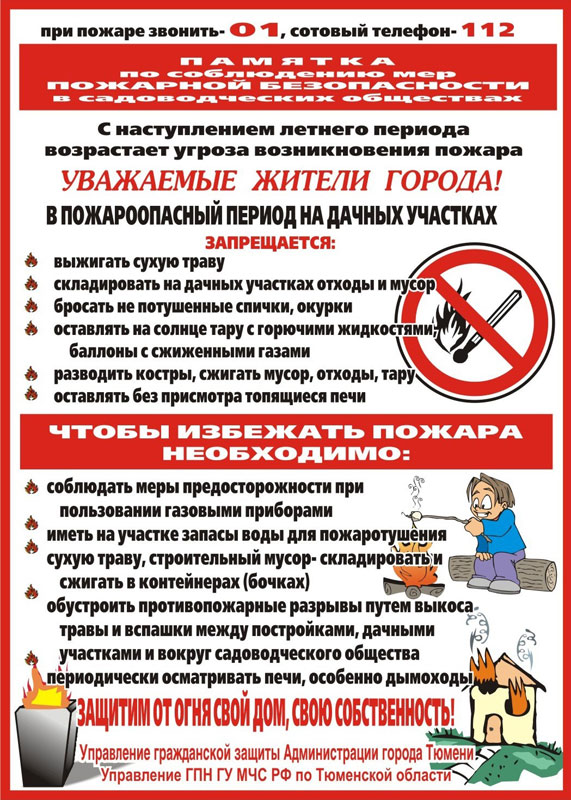 при пожаре звонить- 01, сотовый телефон- 112
ПАМЯТКА
по соблюдению мер
ПОЖАРНОЙ БЕЗОПАСНОСТИ
в садоводческих обществах
С наступлением летнего периода
возрастает угроза возникновения пожара
УВАЖАЕМЫЕ ЖИТЕЛИ ГОРОДА!
В ПОЖАРООПАСНЫЙ ПЕРИОД НА ДАЧНЫХ УЧАСТКАХ
ЗАПРЕЩАЕТСЯ:
выжигать сухую траву
складировать на дачных участках отходы и мусор
бросать не потушенные спички, окурки
оставлять на солнце тару с горючими жидкостями,
баллоны с сжиженными газами
разводить костры, сжигать мусор, отходы, тару
оставлять без присмотра топящиеся печи
ЧТОБЫ ИЗБЕЖАТЬ ПОЖАРА
НЕОБХОДИМО:
соблюдать меры предосторожности при
пользовании газовыми приборами
иметь на участке запасы воды для пожаротушения
сухую траву, строительный мусор- складировать и
сжигать в контейнерах (бочках)
обустроить противопожарные разрывы путем выкоса
травы и вспашки между постройками, дачными
участками и вокруг садоводческого общества
периодически осматривать печи, особенно дымоходы
ЗАЩИТИМ ОТ ОГНЯ СВОЙ ДОМ, СВОЮ СОБСТВЕННОСТЬ!
Управление гражданской защиты Администрации города Тюмени
Управление ГПН ГУ МЧС РФ по Тюменской области